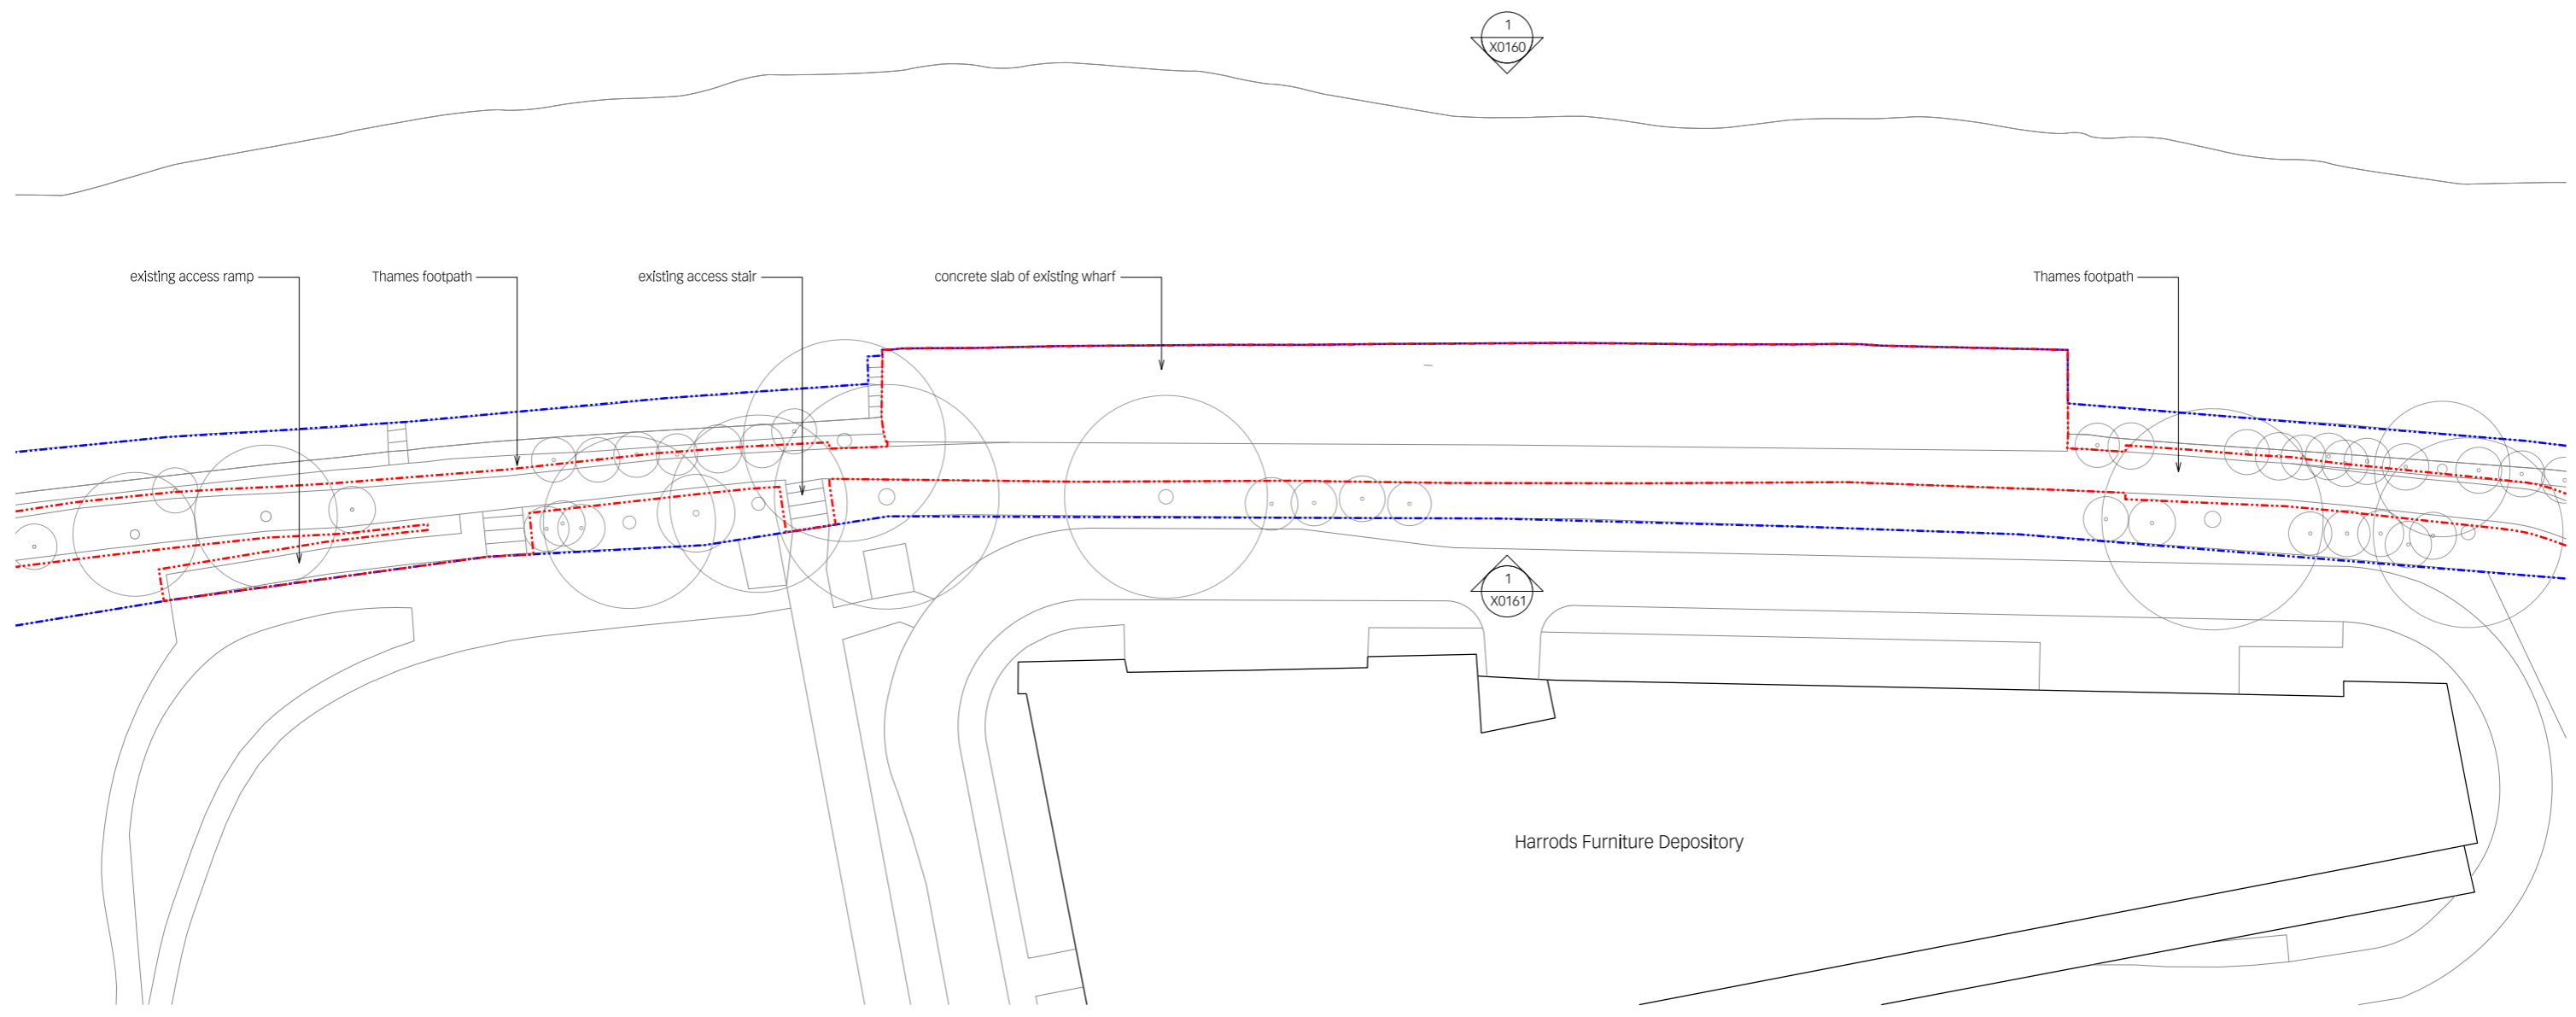 1
X0160
existing access ramp
Thames footpath
existing access stair
concrete slab of existing wharf
Thames footpath
1
X0161
Harrods Furniture Depository